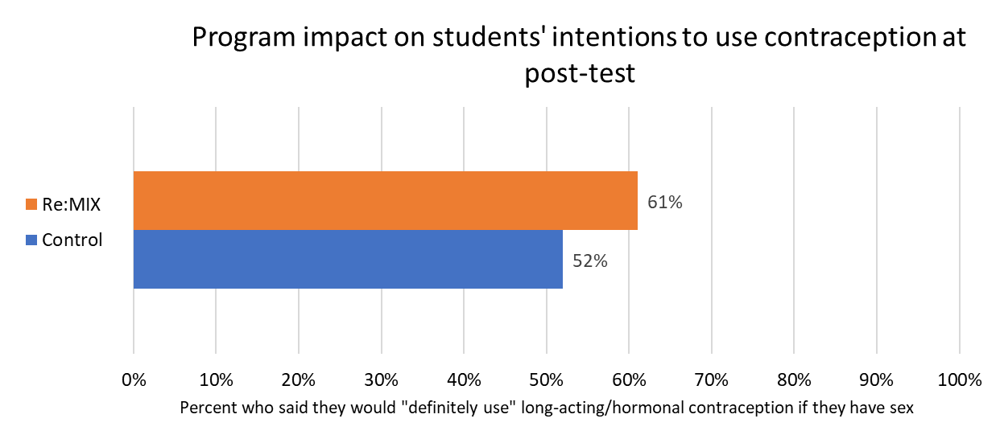 Program impact on students' intentions to use contraception at
post-test
Re:MIX
61%
Control
52%
0% 10% 20% 30% 40% 50% 60% 70% 80% 90% 100%
Percent who said they would "definitely use" long-acting/hormonal contraception if they have sex